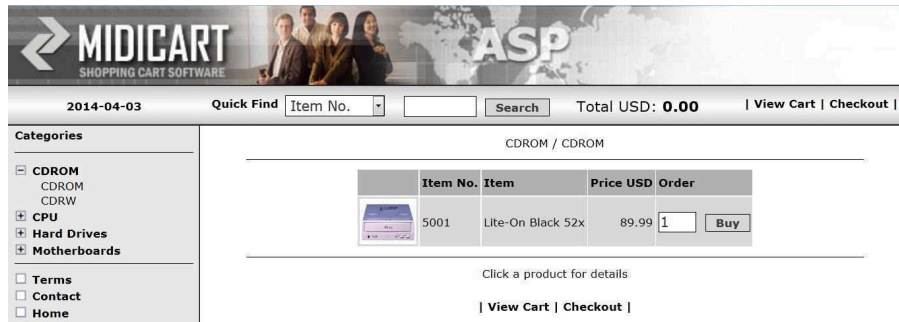 MIDICART
SHOPPING CART SOFTWARE
ASP
2014-04-03 Quick Find Item No. Search Total USD: 0.00 | View Cart | Checkout |
Categories
CDROM
CDROM
CDRW
CPU
Hard Drives
Motherboards
Terms
Contact
Home
CDROM / CDROM
Item No. Item Price USD Order
5001 Lite-On Black 52x 89.99 1 Buy
Click a product for details
| View Cart | Checkout |